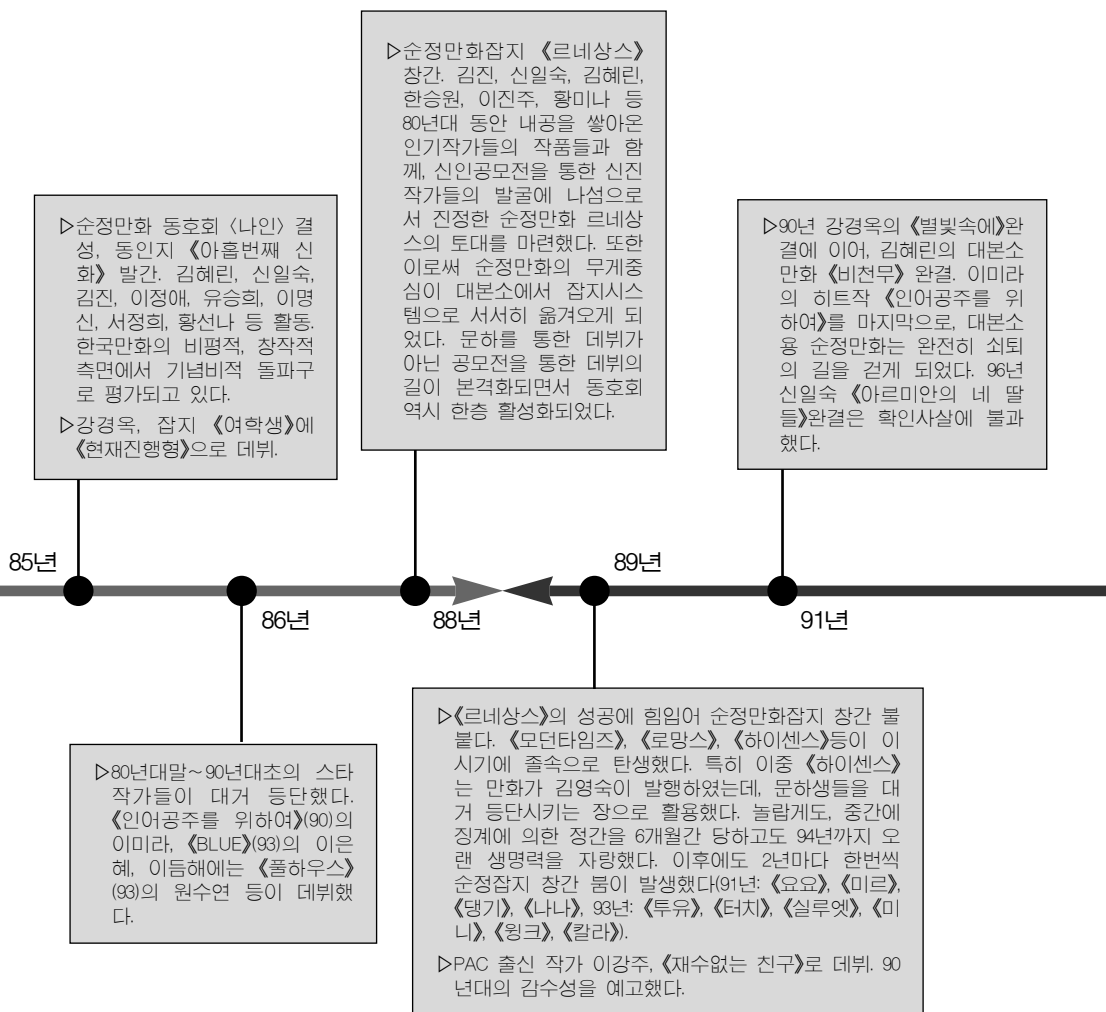 85년
▷순정만화 동호회 〈나인〉 결
성, 동인지 《아홉번째 신
화》 발간. 김혜린, 신일숙,
김진, 이정애, 유승희, 이명
신, 서정희, 황선나 등 활동.
한국만화의 비평적, 창작적
측면에서 기념비적 돌파구
로 평가되고 있다.
▷강경옥, 잡지 《여학생》에
《현재진행형》으로 데뷔.
86년
▷80년대말~90년대초의 스타
작가들이 대거 등단했다.
《인어공주를 위하여》(90)의
이미라, 《BLUE》(93)의 이은
혜, 이듬해에는 《풀하우스》
(93)의 원수연 등이 데뷔했
다.
88년
▷순정만화잡지 《르네상스》
창간. 김진, 신일숙, 김혜린,
한승원, 이진주, 황미나 등
80년대 동안 내공을 쌓아온
인기작가들의 작품들과 함
께, 신인공모전을 통한 신진
작가들의 발굴에 나섬으로
서 진정한 순정만화 르네상
스의 토대를 마련했다. 또한
이로써 순정만화의 무게중
심이 대본소에서 잡지시스
템으로 서서히 옮겨오게 되
었다. 문하를 통한 데뷔가
아닌 공모전을 통한 데뷔의
길이 본격화되면서 동호회
역시 한층 활성화되었다.
89년
▷《르네상스》의 성공에 힘입어 순정만화잡지 창간 불
붙다. 《모던타임즈》, 《로망스》, 《하이센스》등이 이
시기에 졸속으로 탄생했다. 특히 이중 《하이센스》
는 만화가 김영숙이 발행하였는데, 문하생들을 대
거 등단시키는 장으로 활용했다. 놀랍게도, 중간에
징계에 의한 정간을 6개월간 당하고도 94년까지 오
랜 생명력을 자랑했다. 이후에도 2년마다 한번씩
순정잡지 창간 붐이 발생했다(91년: 《요요》, 《미르》,
《댕기》, 《나나》, 93년: 《투유》, 《터치》, 《실루엣》, 《미
니》, 《윙크》, 《칼라》).
▷PAC 출신 작가 이강주, 《재수없는 친구》로 데뷔. 90
년대의 감수성을 예고했다.
91년
▷90년 강경옥의 《별빛속에》완
결에 이어, 김혜린의 대본소
만화 《비천무》 완결. 이미라
의 히트작 《인어공주를 위
하여》를 마지막으로, 대본소
용 순정만화는 완전히 쇠퇴
의 길을 걷게 되었다. 96년
신일숙 《아르미안의 네 딸
들》완결은 확인사살에 불과
했다.